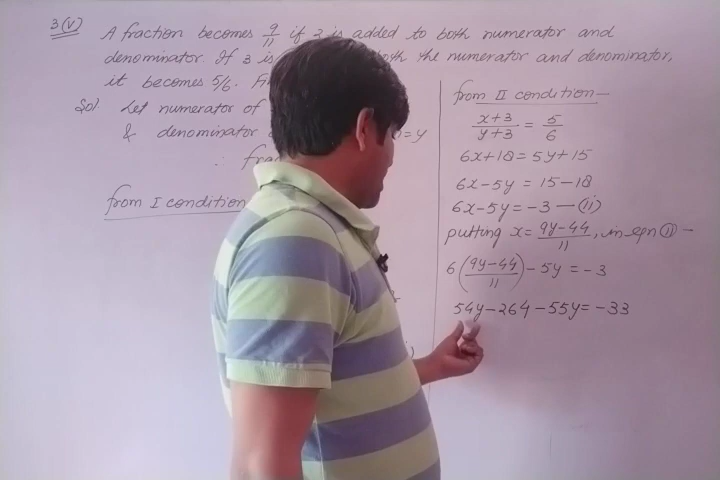 3(v) A fraction becomes 9/11 if 2 is added to both numerator and
denominator. If 3 is both the numerator and denominator,
it becomes 5/6.
Sol. Let numerator of
& denominator = y
∴
from I condition
from II condition—
x+3/y+3 = 5/6
6x+18=5y+15
6x-5y = 15-18
6x-5y = -3 —(ii)
putting x= 9y-44/11, in eqn (ii) -
6(9y-44/11)-5y = -3
54y-264-55y=-33